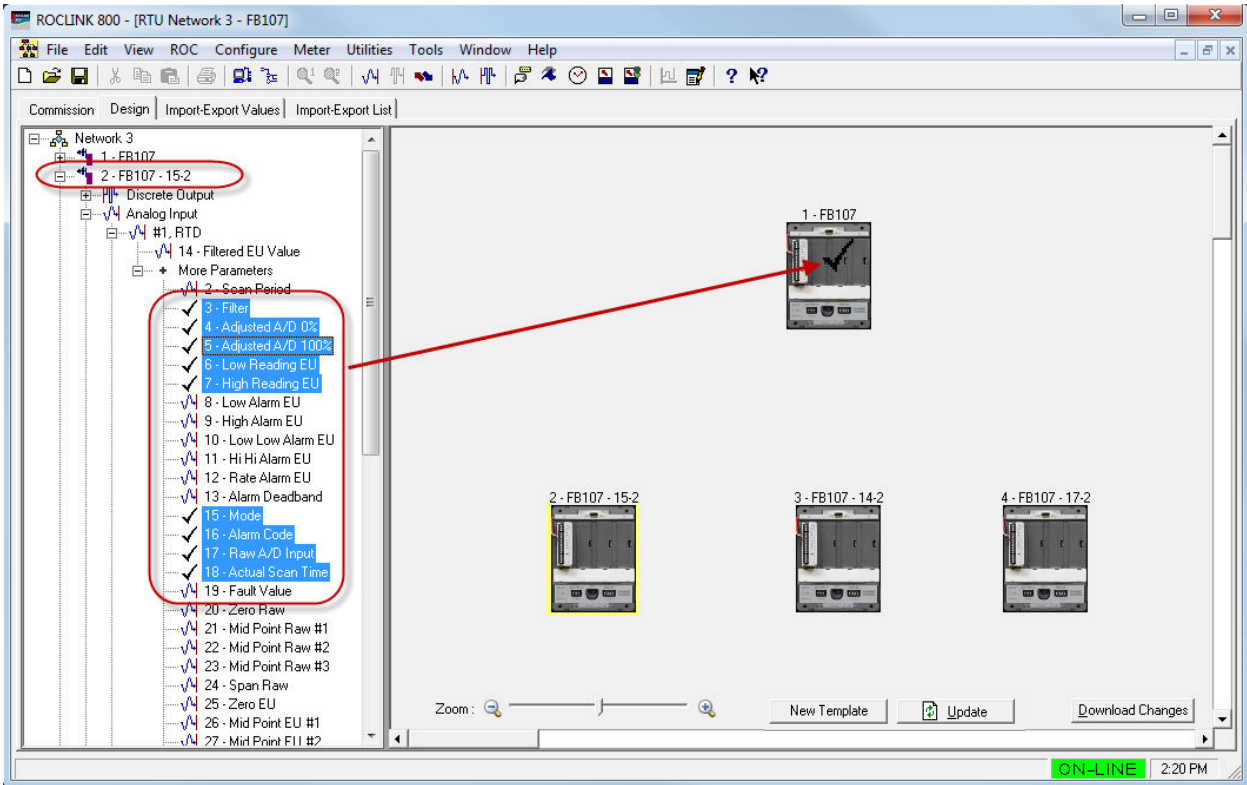 ROCLINK 800 - [RTU Network 3 - FB107]
File Edit View ROC Configure Meter Utilities Tools Window Help
Commission Design Import-Export Values Import-Export List
Network 3
1 - FB107
2 - FB107 - 15-2
Discrete Output
Analog Input
#1, RTD
14 - Filtered EU Value
More Parameters
2 - Scan Period
3 - Filter
4 - Adjusted A/D 0%
5 - Adjusted A/D 100%
6 - Low Reading EU
7 - High Reading EU
8 - Low Alarm EU
9 - High Alarm EU
10 - Low Low Alarm EU
11 - Hi Hi Alarm EU
12 - Rate Alarm EU
13 - Alarm Deadband
15 - Mode
16 - Alarm Code
17 - Raw A/D Input
18 - Actual Scan Time
19 - Fault Value
20 - Zero Raw
21 - Mid Point Raw #1
22 - Mid Point Raw #2
23 - Mid Point Raw #3
24 - Span Raw
25 - Zero EU
26 - Mid Point EU #1
27 - Mid Point EU #2
1 - FB107
2 - FB107 - 15-2
3 - FB107 - 14-2
4 - FB107 - 17-2
Zoom :
New Template
Update
Download Changes
ON-LINE
2:20 PM